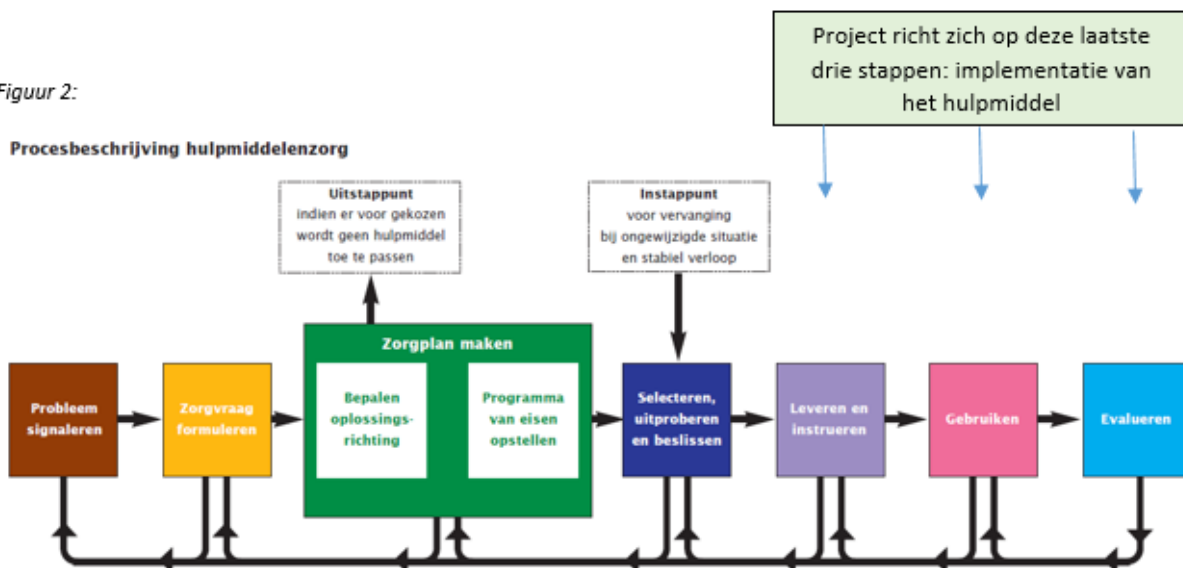 Project richt zich op deze laatste
drie stappen: implementatie van
het hulpmiddel
Figuur 2:
Procesbeschrijving hulpmiddelenzorg
Uitstappunt
indien er voor gekozen
wordt geen hulpmiddel
toe te passen
Instappunt
voor vervanging
bij ongewijzigde situatie
en stabiel verloop
Probleem
signaleren
Zorgvraag
formuleren
Zorgplan maken
Bepalen
oplossings-
richting
Programma
van eisen
opstellen
Selecteren,
uitproberen
en beslissen
Leveren en
instrueren
Gebruiken
Evalueren